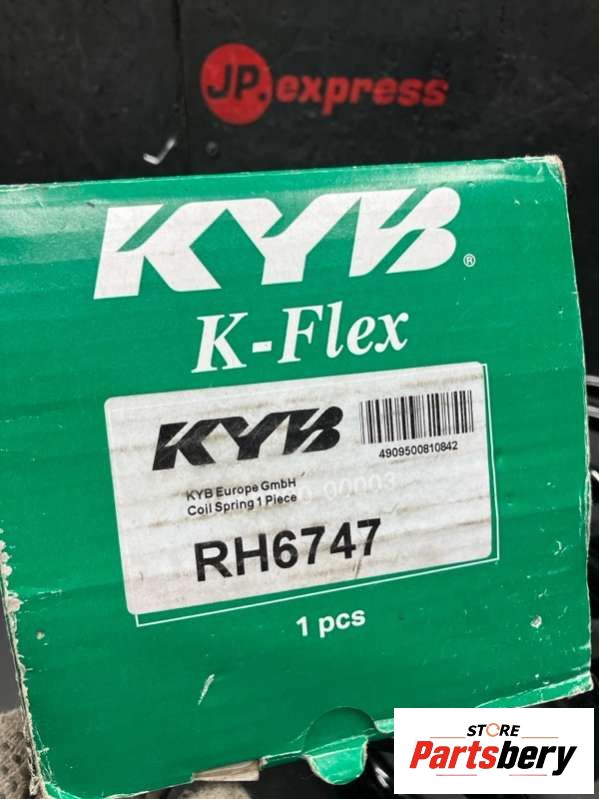 JP.express
KYB®
K-Flex
KYB
4909500810842
KYB Europe GmbH
Coil Spring 1 Piece
RH6747
1 pcs
STORE
Partsbery